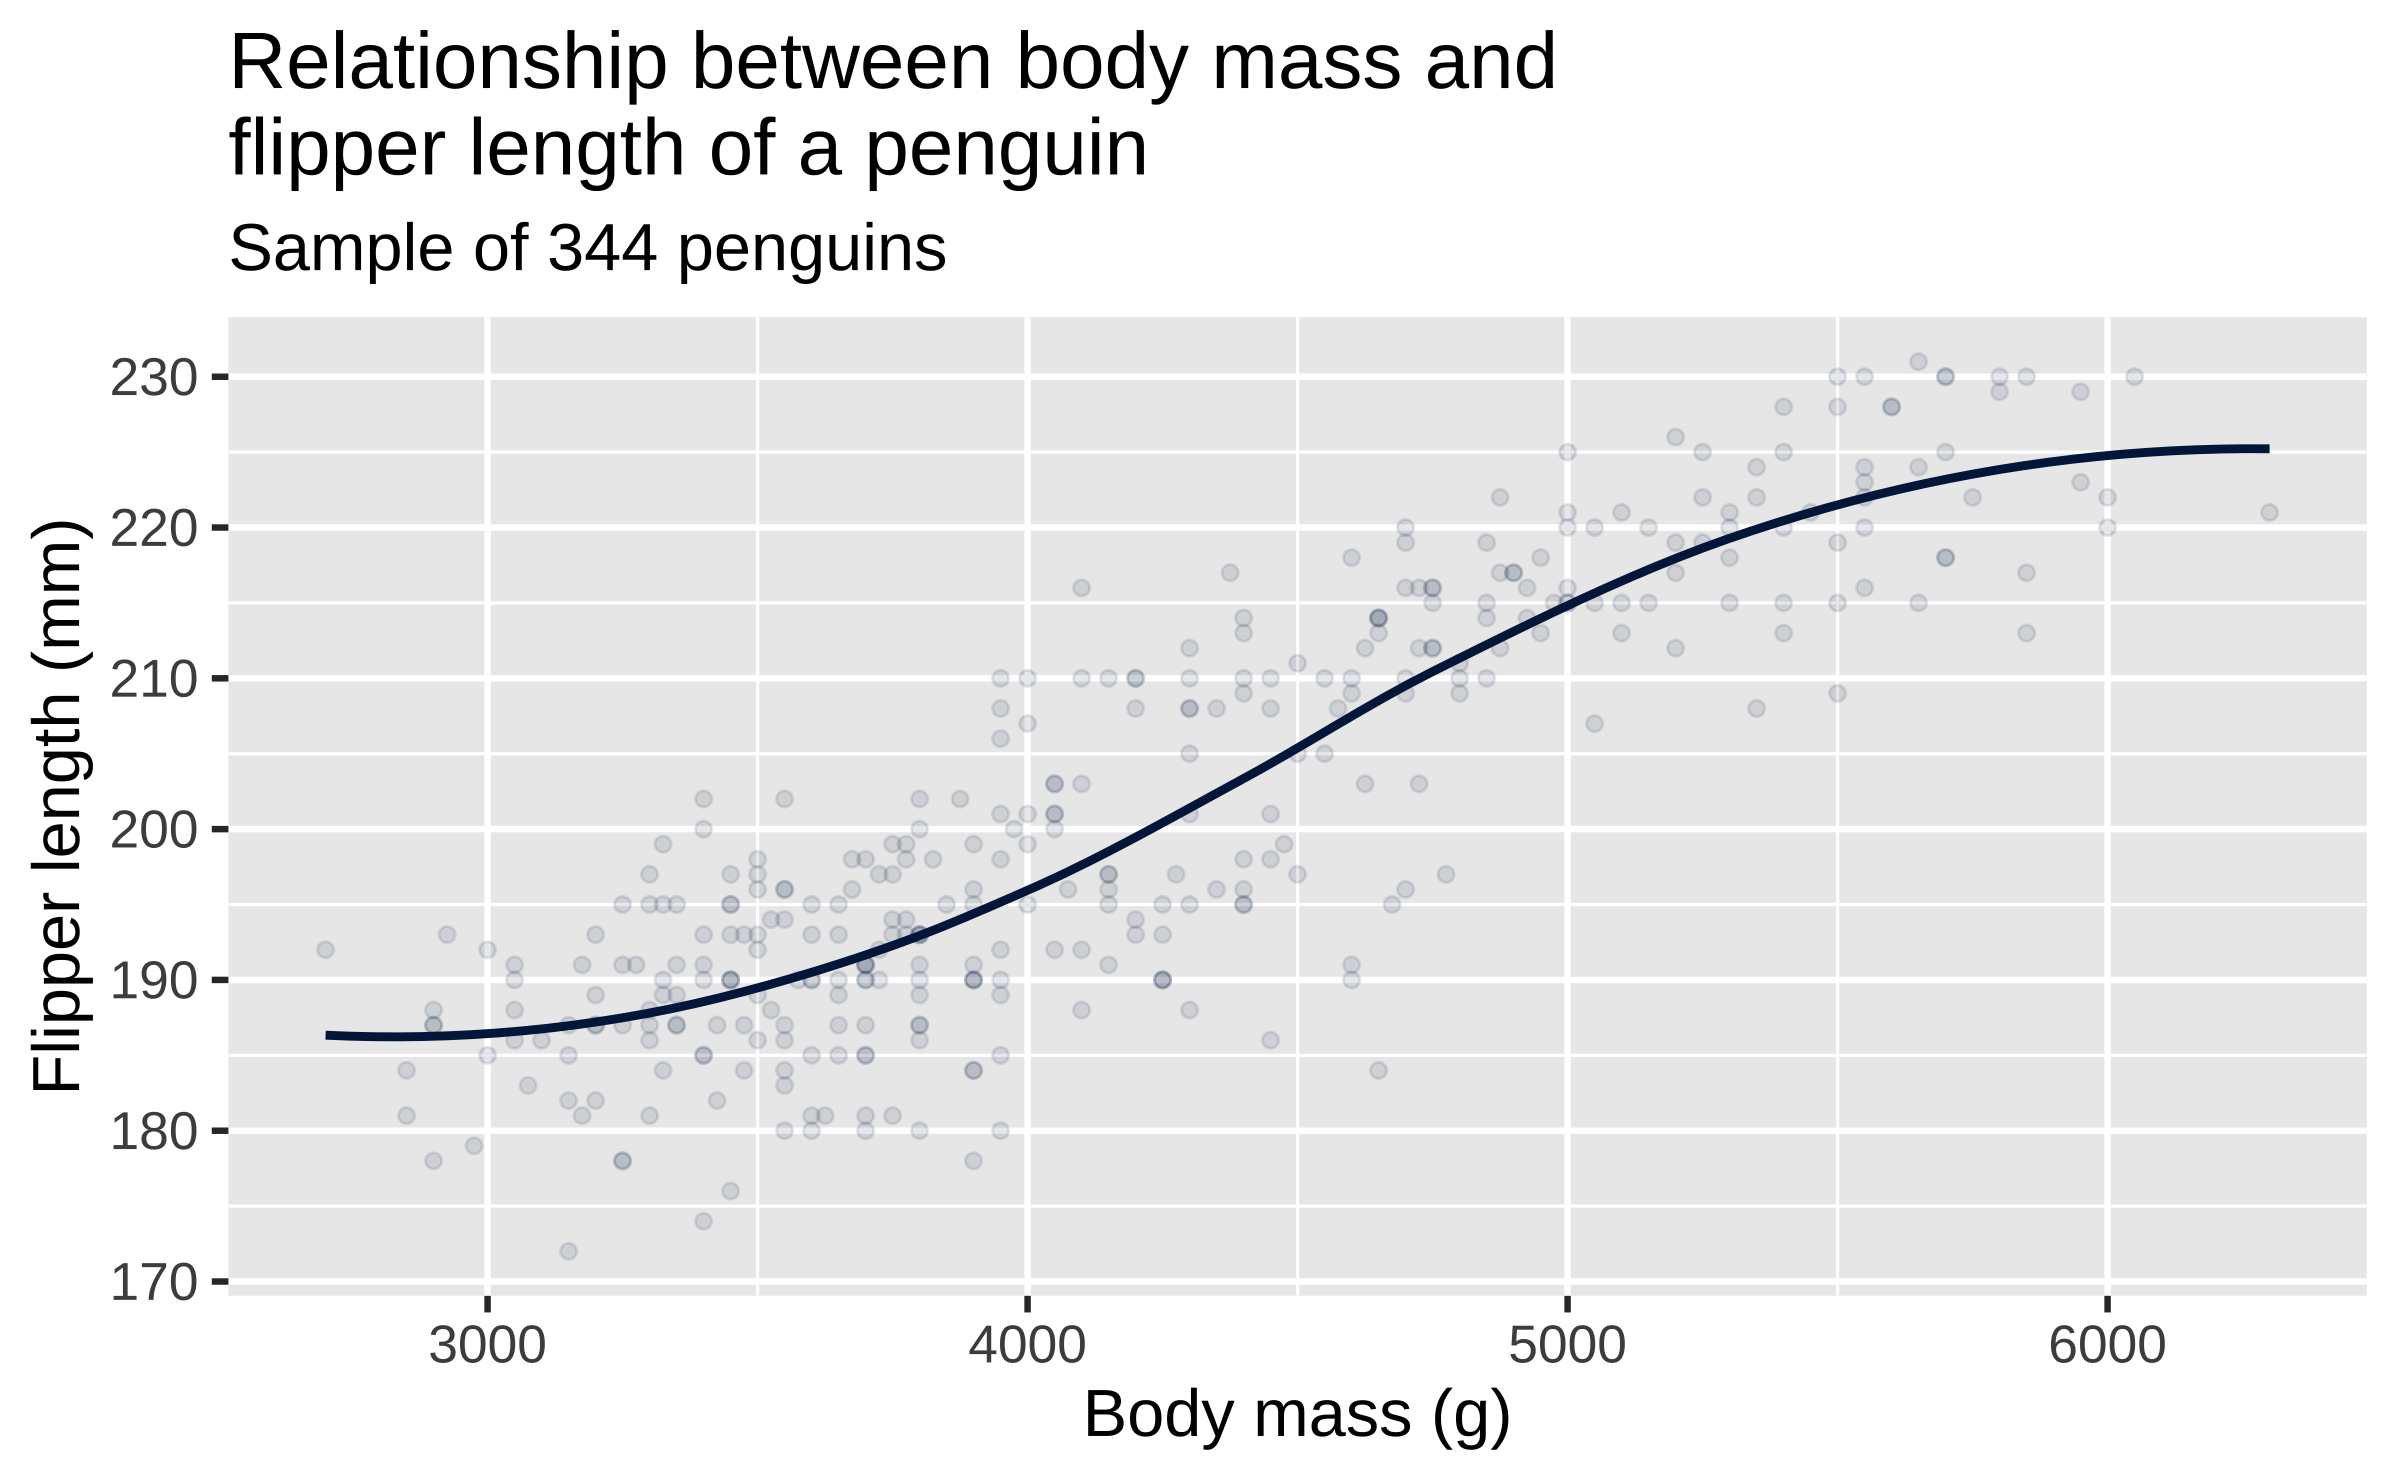 Relationship between body mass and
flipper length of a penguin
Sample of 344 penguins
Flipper length (mm)
230
220
210
200
190
180
170
3000 4000 5000 6000
Body mass (g)